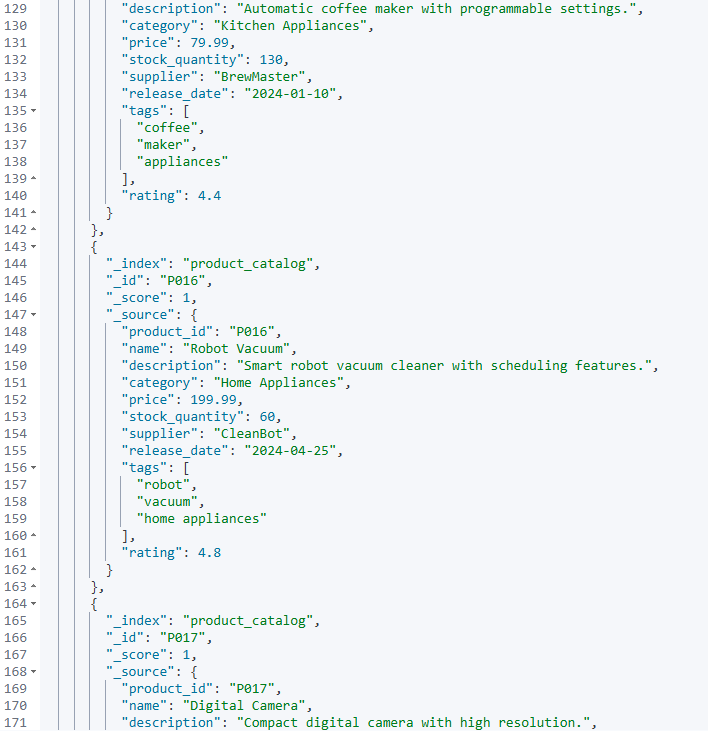 129 "description": "Automatic coffee maker with programmable settings.",
130 "category": "Kitchen Appliances",
131 "price": 79.99,
132 "stock_quantity": 130,
133 "supplier": "BrewMaster",
134 "release_date": "2024-01-10",
135 "tags": [
136 "coffee",
137 "maker",
138 "appliances"
139 ],
140 "rating": 4.4
141 }
142 },
143 {
144 "_index": "product_catalog",
145 "_id": "P016",
146 "_score": 1,
147 "_source": {
148 "product_id": "P016",
149 "name": "Robot Vacuum",
150 "description": "Smart robot vacuum cleaner with scheduling features.",
151 "category": "Home Appliances",
152 "price": 199.99,
153 "stock_quantity": 60,
154 "supplier": "CleanBot",
155 "release_date": "2024-04-25",
156 "tags": [
157 "robot",
158 "vacuum",
159 "home appliances"
160 ],
161 "rating": 4.8
162 }
163 },
164 {
165 "_index": "product_catalog",
166 "_id": "P017",
167 "_score": 1,
168 "_source": {
169 "product_id": "P017",
170 "name": "Digital Camera",
171 "description": "Compact digital camera with high resolution.",